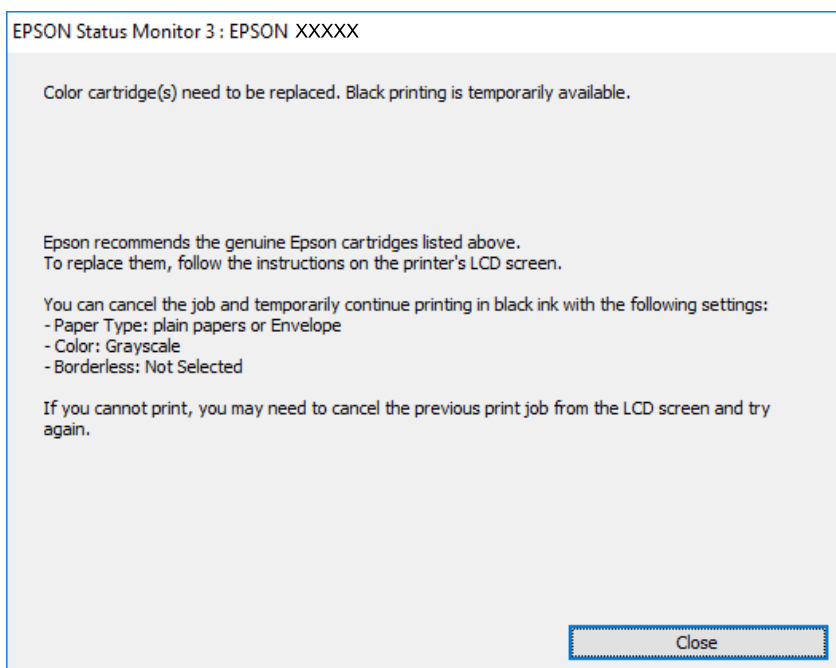 EPSON Status Monitor 3 : EPSON XXXXX
Color cartridge(s) need to be replaced. Black printing is temporarily available.
Epson recommends the genuine Epson cartridges listed above.
To replace them, follow the instructions on the printer's LCD screen.
You can cancel the job and temporarily continue printing in black ink with the following settings:
- Paper Type: plain papers or Envelope
- Color: Grayscale
- Borderless: Not Selected
If you cannot print, you may need to cancel the previous print job from the LCD screen and try
again.
Close